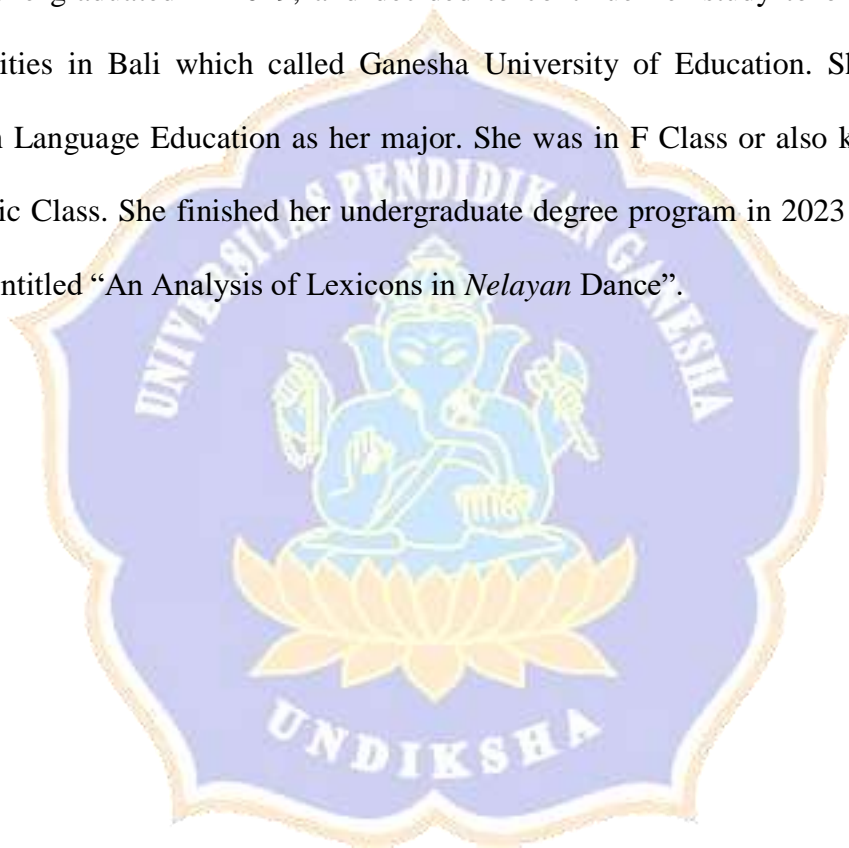 ities in Bali which called Ganesha University of Education. Sh
Language Education as her major. She was in F Class or also k
ic Class. She finished her undergraduate degree program in 2023
ntitled “An Analysis of Lexicons in Nelayan Dance”.
UNIVERSITAS PENDIDIKAN GANESHA
UNDIKSHA